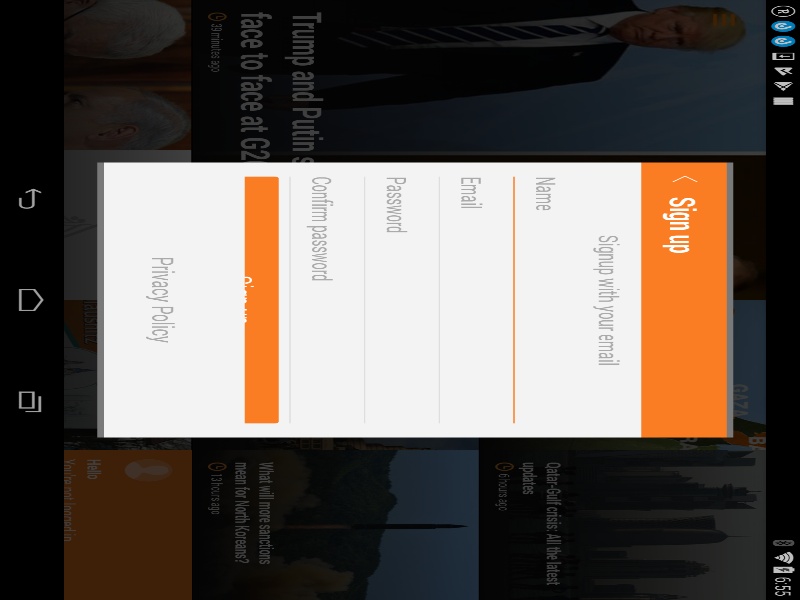 6:55
Trump and Putin s
face to face at G2
39 minutes ago
Sign up
Signup with your email
Name
Email
Password
Confirm password
Privacy Policy
Qatar-Gulf crisis: All the latest
updates
6 hours ago
What will more sanctions
mean for North Koreans?
13 hours ago
Hello
You're not logged in